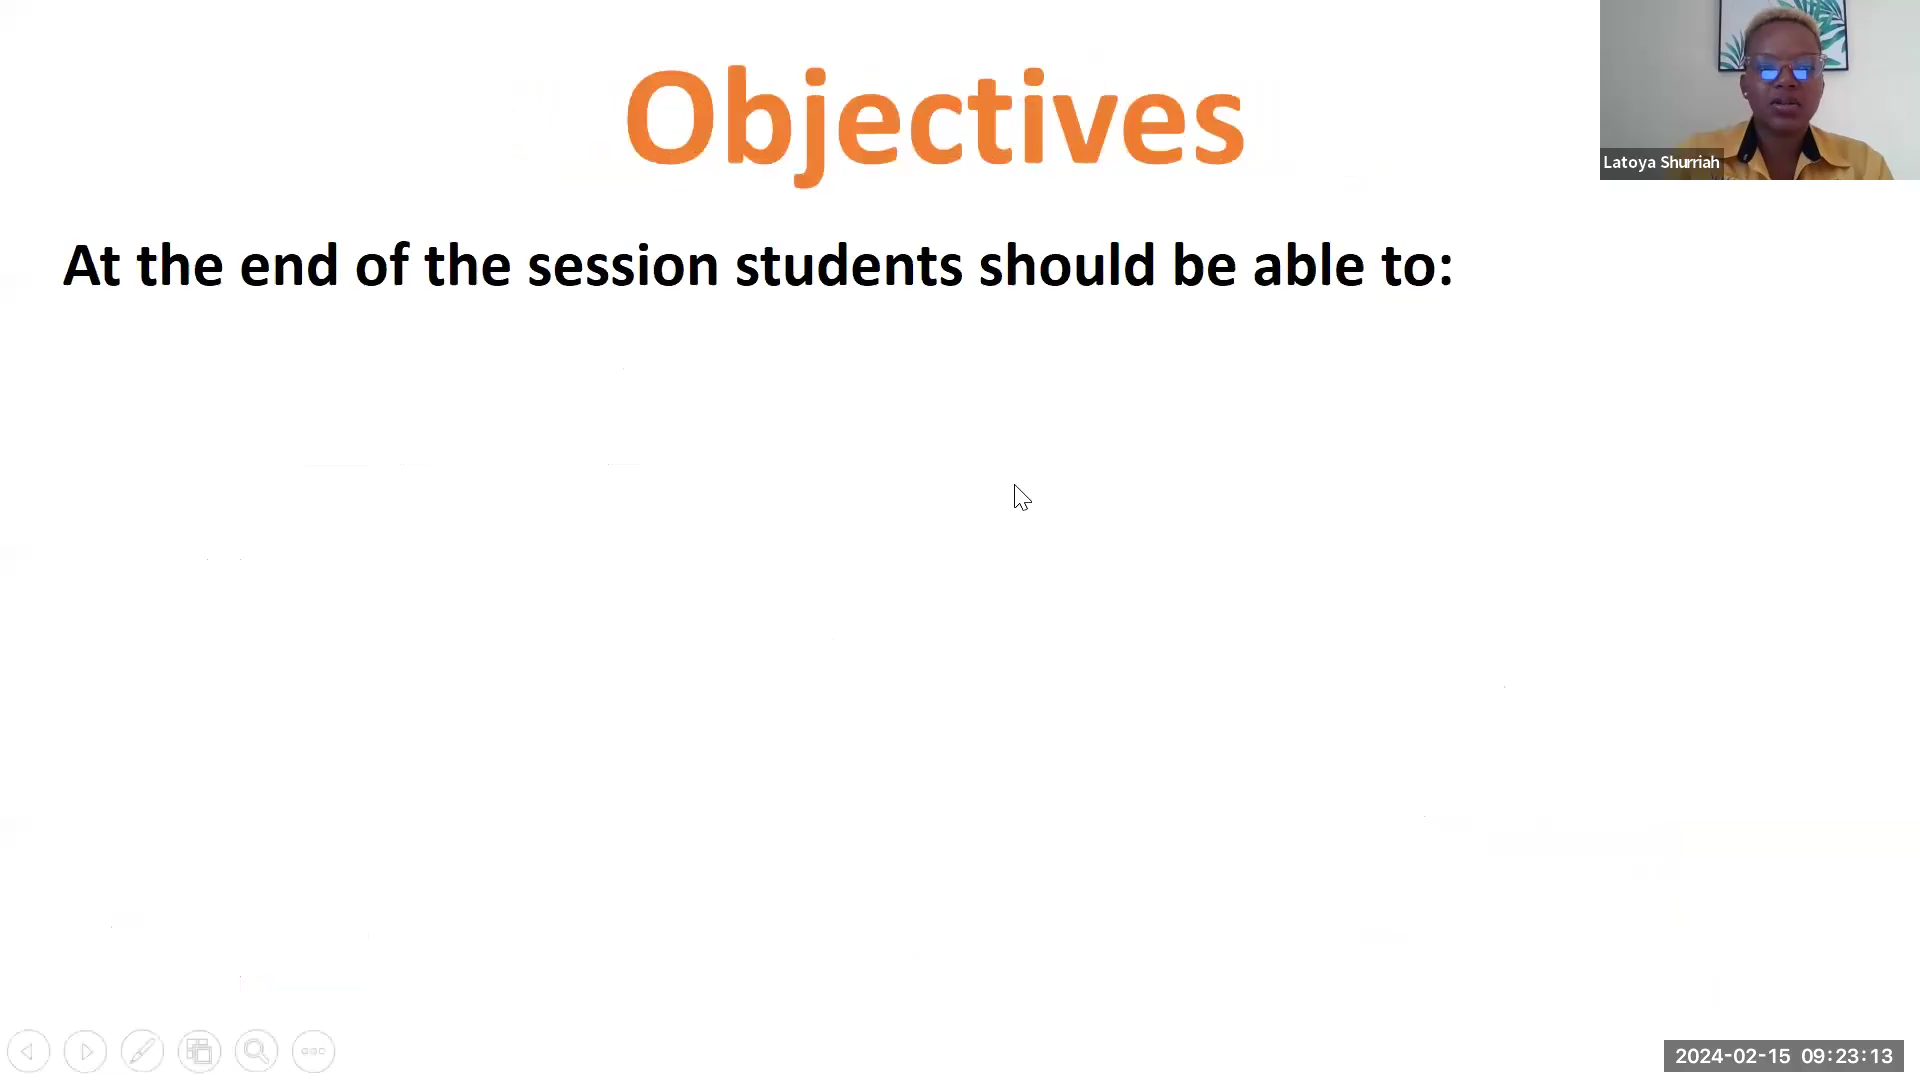 Objectives
Latoya Shurriah
At the end of the session students should be able to:
2024-02-15 09:23:13